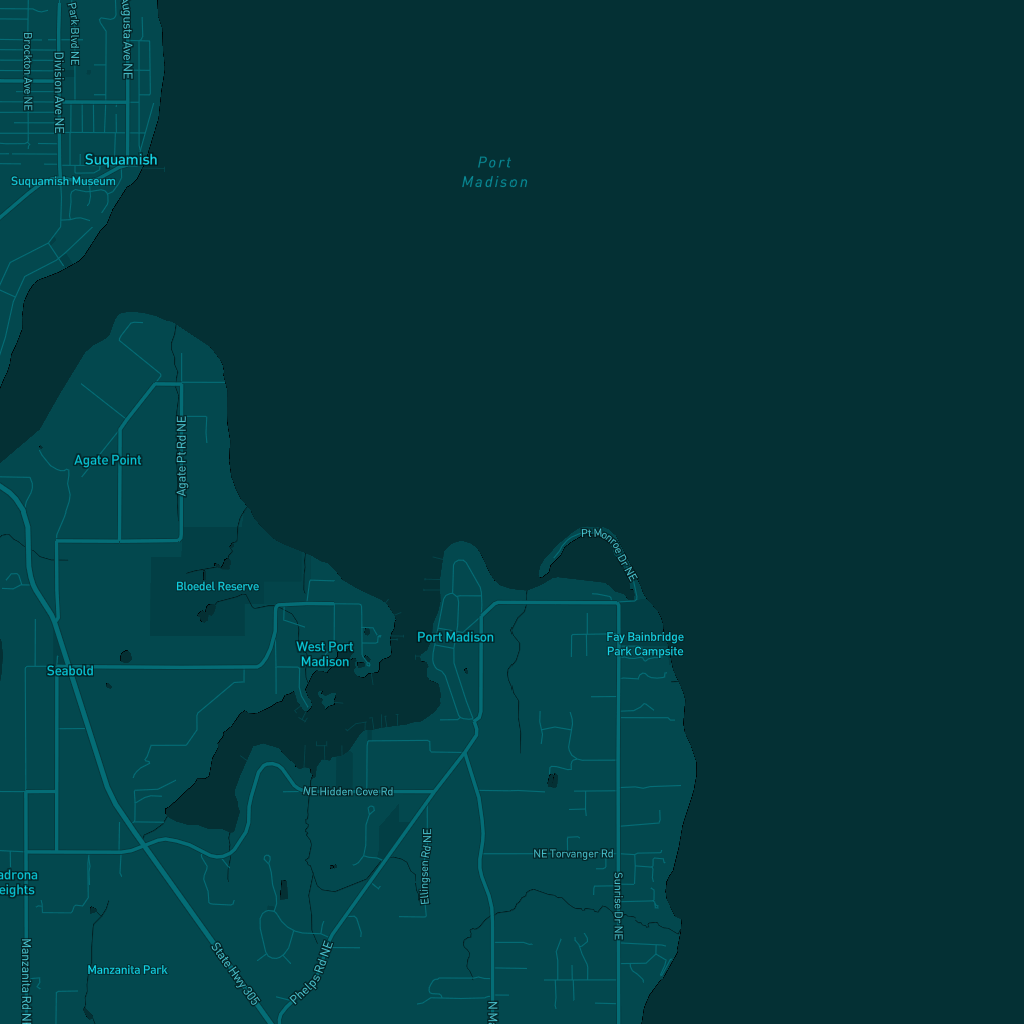 Park Blvd NE
Augusta Ave NE
Brockton Ave NE
Division Ave NE
Suquamish
Suquamish Museum
Port
Madison
Agate Pt Rd NE
Agate Point
Pt Monroe Dr NE
Bloedel Reserve
West Port
Madison
Port Madison
Fay Bainbridge
Park Campsite
Seabold
NE Hidden Cove Rd
Ellingsen Rd NE
NE Torvanger Rd
Sunrise Dr NE
adrona
eights
Manzanita Rd N
Manzanita Park
State Hwy 305
Phelps Rd NE
N M